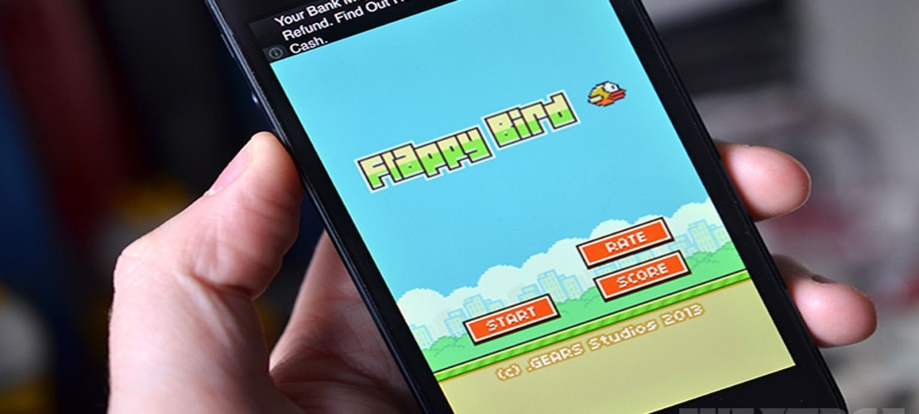 Your Bank
Refund. Find Out
Cash.
Flappy Bird
RATE
SCORE
START
(c) .GEARS Studios 2013